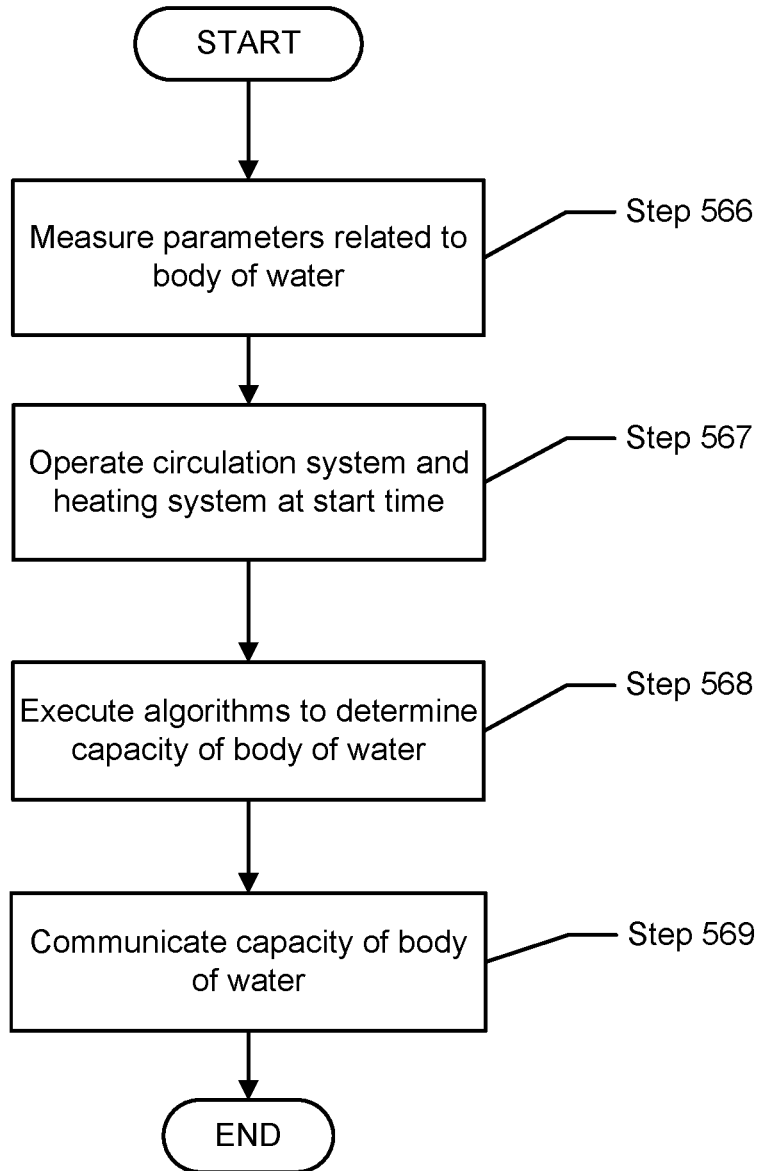 START
Measure parameters related to
body of water
Step 566
Operate circulation system and
heating system at start time
Step 567
Execute algorithms to determine
capacity of body of water
Step 568
Communicate capacity of body
of water
Step 569
END